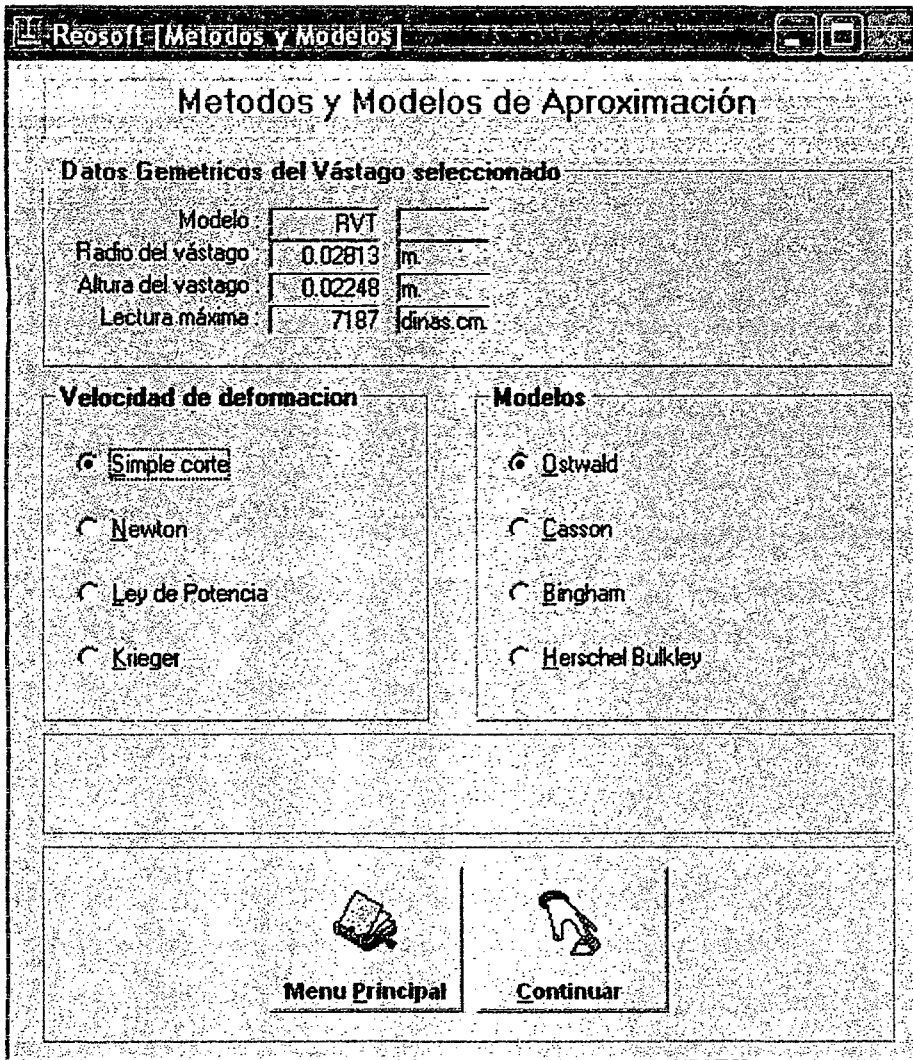 Reosoft [Metodos y Modelos]
Metodos y Modelos de Aproximación
Datos Gemetricos del Vástago seleccionado
Modelo : RVT
Radio del vástago : 0.02813 m.
Altura del vastago : 0.02248 m.
Lectura máxima : 7187 dinas.cm.
Velocidad de deformacion
Simple corte
Newton
Ley de Potencia
Krieger
Modelos
Ostwald
Casson
Bingham
Herschel Bulkley
Menu Principal
Continuar